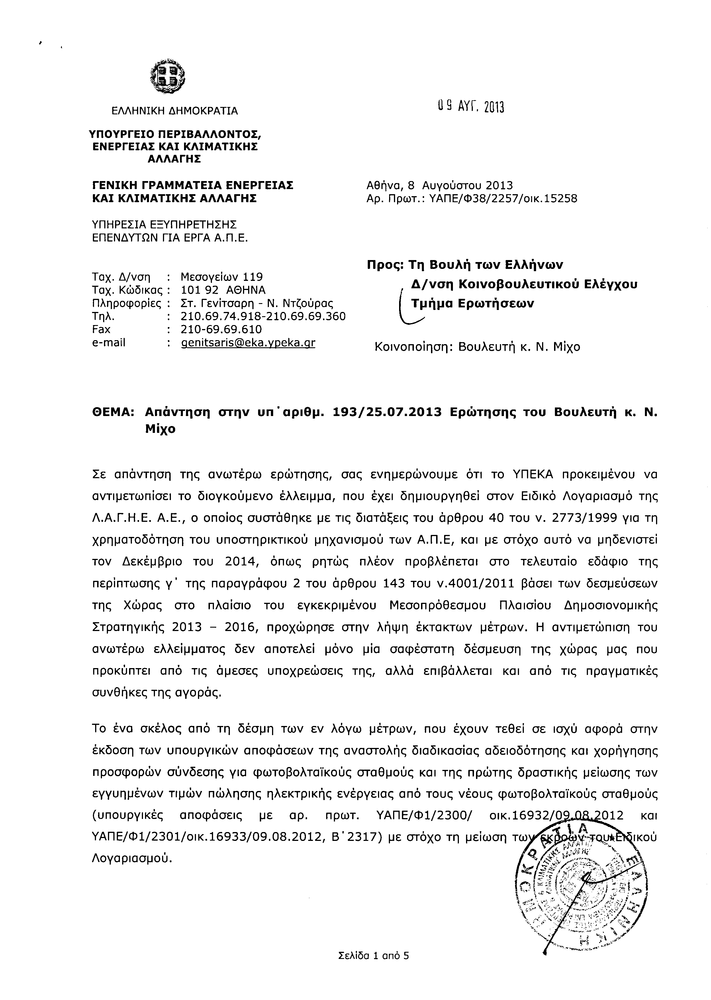 ΕΛΛΗΝΙΚΗ ΔΗΜΟΚΡΑΤΙΑ
09 ΑΥΓ. 2013
ΥΠΟΥΡΓΕΙΟ ΠΕΡΙΒΑΛΛΟΝΤΟΣ,
ΕΝΕΡΓΕΙΑΣ ΚΑΙ ΚΛΙΜΑΤΙΚΗΣ
ΑΛΛΑΓΗΣ
ΓΕΝΙΚΗ ΓΡΑΜΜΑΤΕΙΑ ΕΝΕΡΓΕΙΑΣ
ΚΑΙ ΚΛΙΜΑΤΙΚΗΣ ΑΛΛΑΓΗΣ
Αθήνα, 8 Αυγούστου 2013
Αρ. Πρωτ.: ΥΑΠΕ/Φ38/2257/οικ.15258
ΥΠΗΡΕΣΙΑ ΕΞΥΠΗΡΕΤΗΣΗΣ
ΕΠΕΝΔΥΤΩΝ ΓΙΑ ΕΡΓΑ Α.Π.Ε.
Ταχ. Δ/νση : Μεσογείων 119
Ταχ. Κώδικας : 101 92 ΑΘΗΝΑ
Πληροφορίες : Στ. Γενίτσαρη - Ν. Ντζούρας
Τηλ. : 210.69.74.918-210.69.69.360
Fax : 210-69.69.610
e-mail : genitsaris@eka.ypeka.gr
Προς: Τη Βουλή των Ελλήνων
Δ/νση Κοινοβουλευτικού Ελέγχου
Τμήμα Ερωτήσεων
Κοινοποίηση: Βουλευτή κ. Ν. Μίχο
ΘΕΜΑ: Απάντηση στην υπ΄αριθμ. 193/25.07.2013 Ερώτησης του Βουλευτή κ. Ν.
Μίχο
Σε απάντηση της ανωτέρω ερώτησης, σας ενημερώνουμε ότι το ΥΠΕΚΑ προκειμένου να
αντιμετωπίσει το διογκούμενο έλλειμμα, που έχει δημιουργηθεί στον Ειδικό Λογαριασμό της
Λ.Α.Γ.Η.Ε. Α.Ε., ο οποίος συστάθηκε με τις διατάξεις του άρθρου 40 του ν. 2773/1999 για τη
χρηματοδότηση του υποστηρικτικού μηχανισμού των Α.Π.Ε, και με στόχο αυτό να μηδενιστεί
τον Δεκέμβριο του 2014, όπως ρητώς πλέον προβλέπεται στο τελευταίο εδάφιο της
περίπτωσης γ΄ της παραγράφου 2 του άρθρου 143 του ν.4001/2011 βάσει των δεσμεύσεων
της Χώρας στο πλαίσιο του εγκεκριμένου Μεσοπρόθεσμου Πλαισίου Δημοσιονομικής
Στρατηγικής 2013 – 2016, προχώρησε στην λήψη έκτακτων μέτρων. Η αντιμετώπιση του
ανωτέρω ελλείμματος δεν αποτελεί μόνο μία σαφέστατη δέσμευση της χώρας μας που
προκύπτει από τις άμεσες υποχρεώσεις της, αλλά επιβάλλεται και από τις πραγματικές
συνθήκες της αγοράς.
Το ένα σκέλος από τη δέσμη των εν λόγω μέτρων, που έχουν τεθεί σε ισχύ αφορά στην
έκδοση των υπουργικών αποφάσεων της αναστολής διαδικασίας αδειοδότησης και χορήγησης
προσφορών σύνδεσης για φωτοβολταϊκούς σταθμούς και της πρώτης δραστικής μείωσης των
εγγυημένων τιμών πώλησης ηλεκτρικής ενέργειας από τους νέους φωτοβολταϊκούς σταθμούς
(υπουργικές αποφάσεις με αρ. πρωτ. ΥΑΠΕ/Φ1/2300/ οικ.16932/09.08.2012 και
ΥΑΠΕ/Φ1/2301/οικ.16933/09.08.2012, Β΄2317) με στόχο τη μείωση των εκροών του Ειδικού
Λογαριασμού.
ΕΛΛΗΝΙΚΗ ΔΗΜΟΚΡΑΤΙΑ
Σελίδα 1 από 5